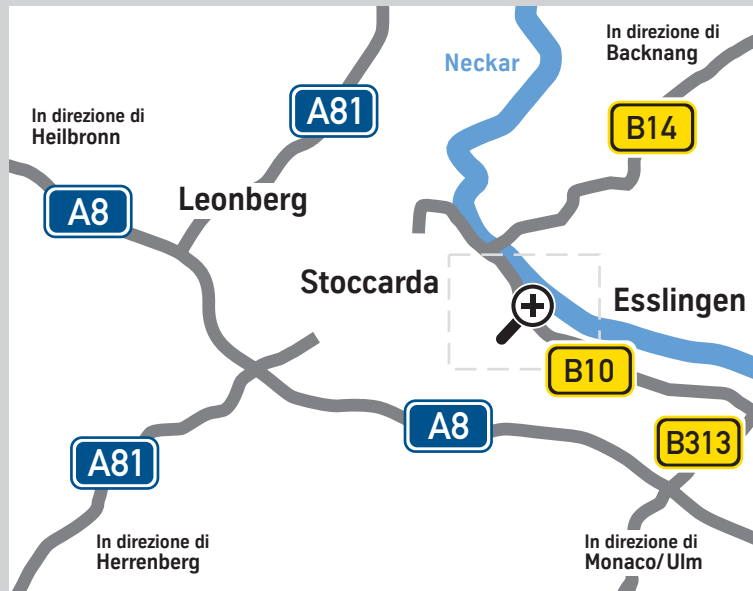 In direzione di
Backnang
Neckar
A81
In direzione di
Heilbronn
B14
Leonberg
A8
Stoccarda
Esslingen
B10
A8
B313
A81
In direzione di
Herrenberg
In direzione di
Monaco/Ulm